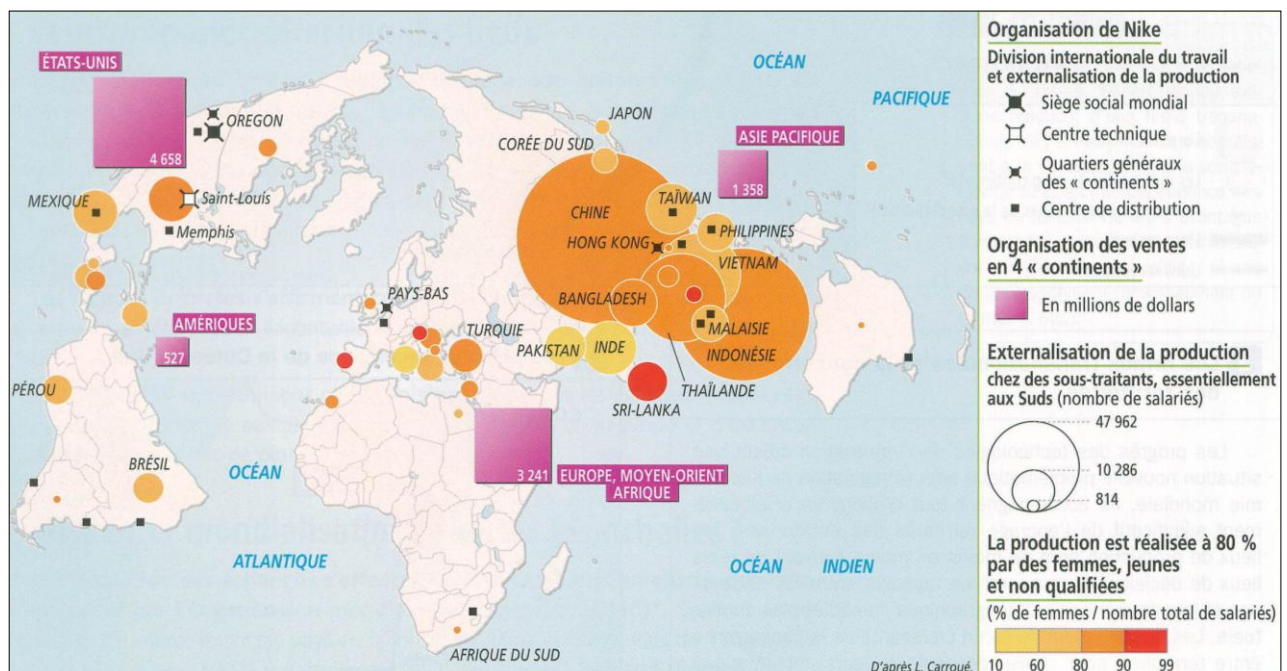 ÉTATS-UNIS
4 658
OREGON
MEXIQUE
Saint-Louis
Memphis
AMÉRIQUES
527
PÉROU
BRÉSIL
OCÉAN
ATLANTIQUE
PAYS-BAS
TURQUIE
3 241
EUROPE, MOYEN-ORIENT
AFRIQUE
AFRIQUE DU SUD
OCÉAN
PACIFIQUE
JAPON
CORÉE DU SUD
ASIE PACIFIQUE
1 358
CHINE
TAÏWAN
HONG KONG
PHILIPPINES
VIETNAM
BANGLADESH
MALAISIE
PAKISTAN
INDE
INDONÉSIE
THAÏLANDE
SRI-LANKA
OCÉAN INDIEN
D'après L. Carroué.
Organisation de Nike
Division internationale du travail
et externalisation de la production
Siège social mondial
Centre technique
Quartiers généraux
des « continents »
Centre de distribution
Organisation des ventes
en 4 « continents »
En millions de dollars
Externalisation de la production
chez des sous-traitants, essentiellement
aux Suds (nombre de salariés)
47 962
10 286
814
La production est réalisée à 80 %
par des femmes, jeunes
et non qualifiées
(% de femmes / nombre total de salariés)
10 60 80 90 99